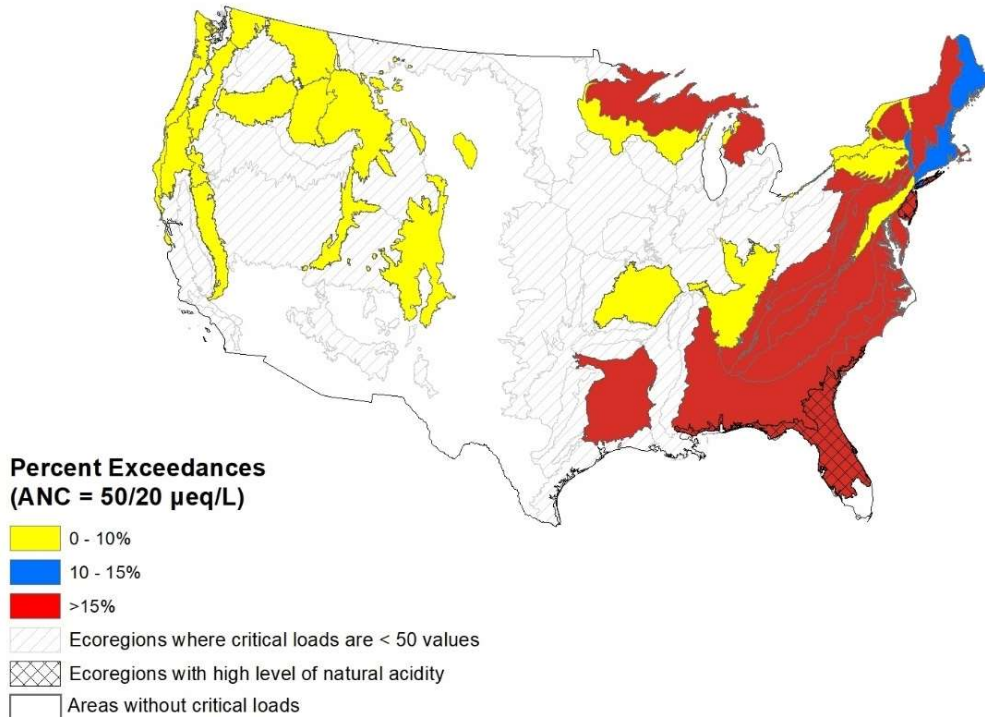 Percent Exceedances
(ANC = 50/20 µeq/L)
0 - 10%
10 - 15%
>15%
Ecoregions where critical loads are < 50 values
Ecoregions with high level of natural acidity
Areas without critical loads